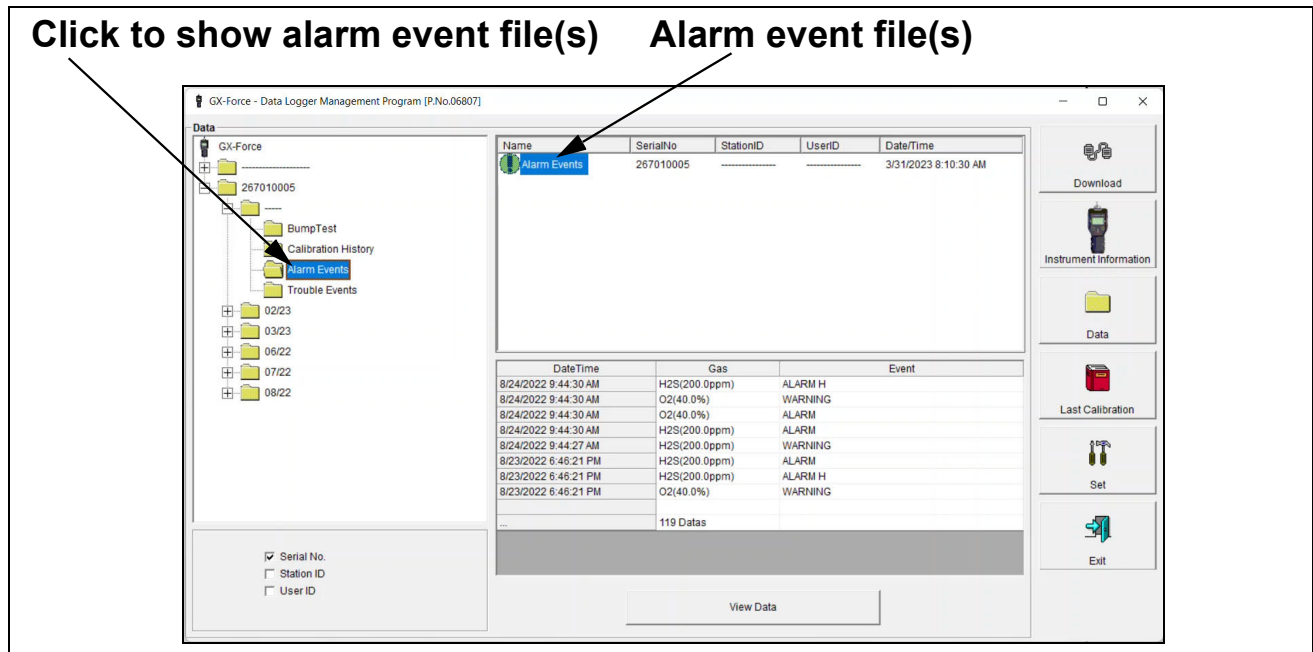 Click to show alarm event file(s) Alarm event file(s)
GX-Force - Data Logger Management Program [P.No.06807]
Data
GX-Force
--------------------
267010005
-----
BumpTest
Calibration History
Alarm Events
Trouble Events
02/23
03/23
06/22
07/22
08/22
Serial No.
Station ID
User ID
Name SerialNo StationID UserID Date/Time
Alarm Events 267010005 ---------------- ---------------- 3/31/2023 8:10:30 AM
DateTime Gas Event
8/24/2022 9:44:30 AM H2S(200.0ppm) ALARM H
8/24/2022 9:44:30 AM O2(40.0%) WARNING
8/24/2022 9:44:30 AM O2(40.0%) ALARM
8/24/2022 9:44:30 AM H2S(200.0ppm) ALARM
8/24/2022 9:44:27 AM H2S(200.0ppm) WARNING
8/23/2022 6:46:21 PM H2S(200.0ppm) ALARM
8/23/2022 6:46:21 PM H2S(200.0ppm) ALARM H
8/23/2022 6:46:21 PM O2(40.0%) WARNING
... 119 Datas
View Data
Download
Instrument Information
Data
Last Calibration
Set
Exit